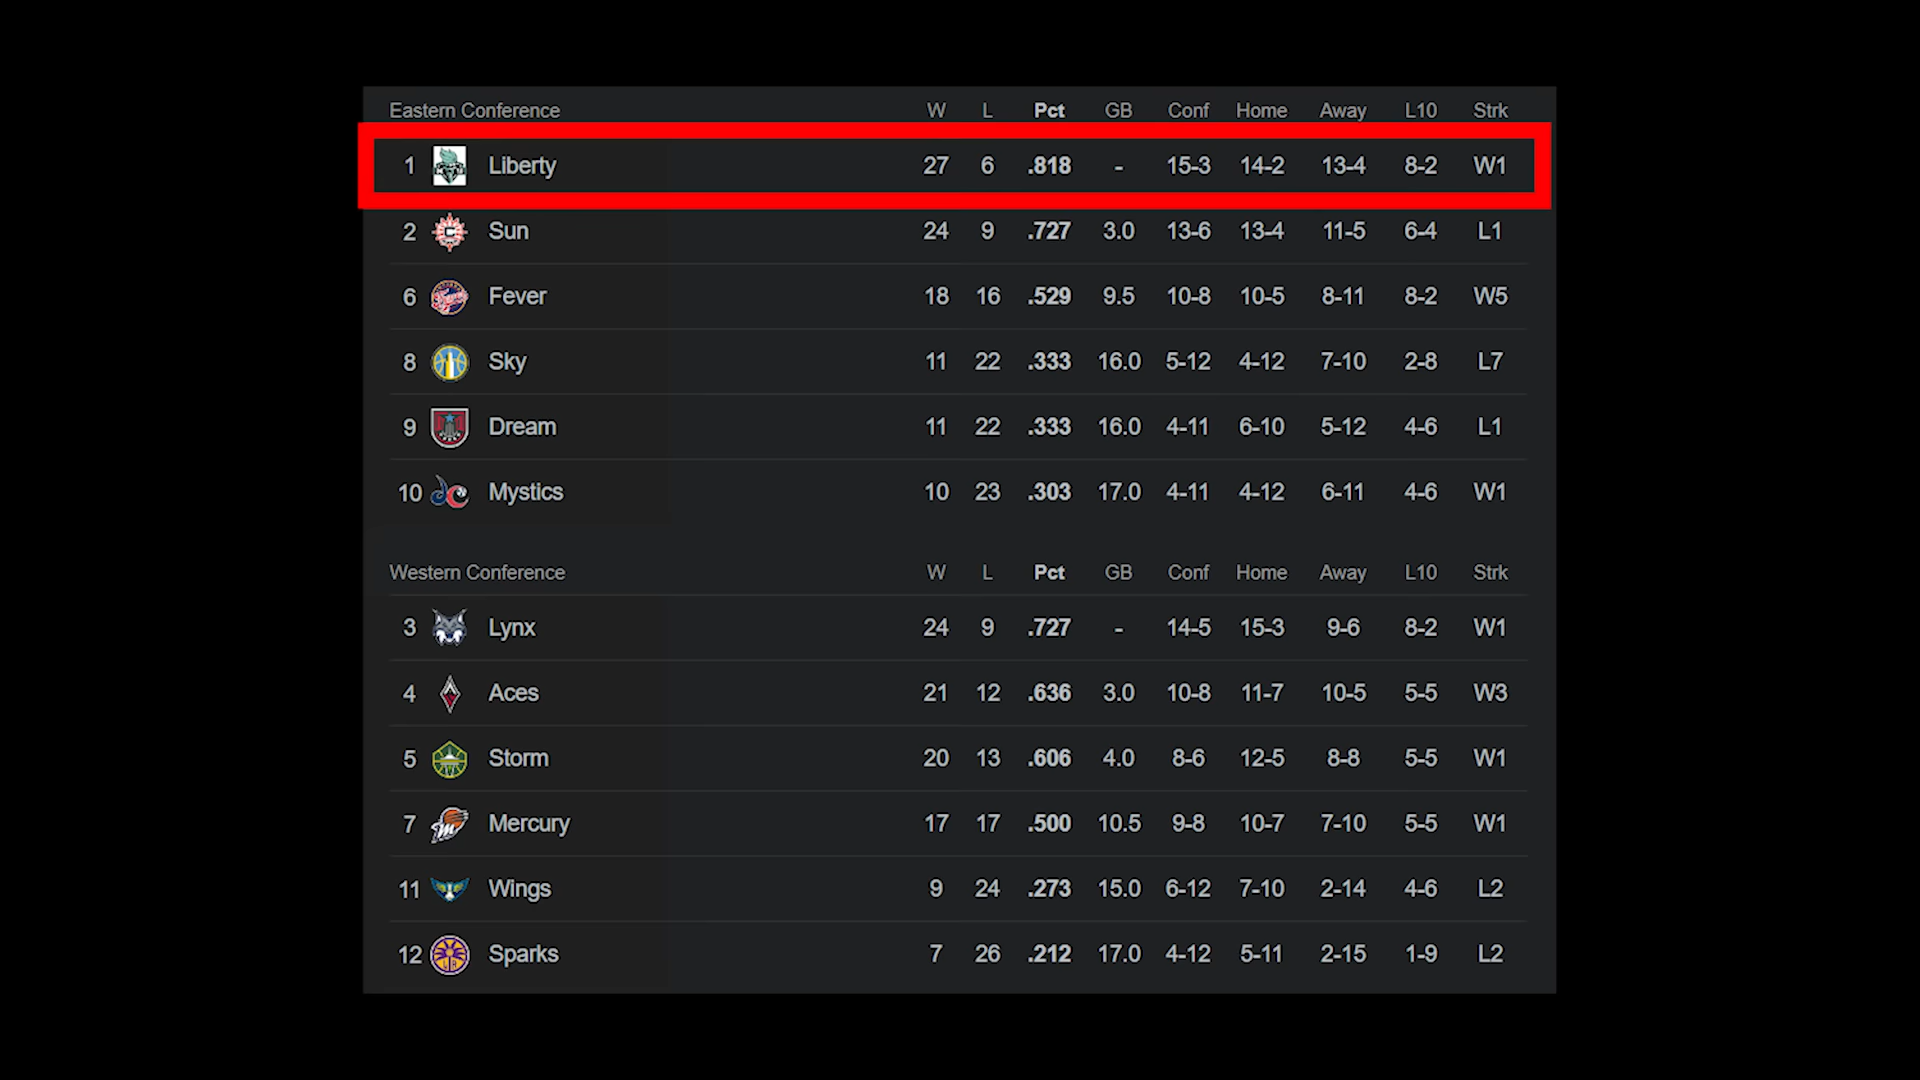 Eastern Conference W L Pct GB Conf Home Away L10 Strk
1 Liberty 27 6 .818 - 15-3 14-2 13-4 8-2 W1
2 Sun 24 9 .727 3.0 13-6 13-4 11-5 6-4 L1
6 Fever 18 16 .529 9.5 10-8 10-5 8-11 8-2 W5
8 Sky 11 22 .333 16.0 5-12 4-12 7-10 2-8 L7
9 Dream 11 22 .333 16.0 4-11 6-10 5-12 4-6 L1
10 Mystics 10 23 .303 17.0 4-11 4-12 6-11 4-6 W1
Western Conference W L Pct GB Conf Home Away L10 Strk
3 Lynx 24 9 .727 - 14-5 15-3 9-6 8-2 W1
4 Aces 21 12 .636 3.0 10-8 11-7 10-5 5-5 W3
5 Storm 20 13 .606 4.0 8-6 12-5 8-8 5-5 W1
7 Mercury 17 17 .500 10.5 9-8 10-7 7-10 5-5 W1
11 Wings 9 24 .273 15.0 6-12 7-10 2-14 4-6 L2
12 Sparks 7 26 .212 17.0 4-12 5-11 2-15 1-9 L2